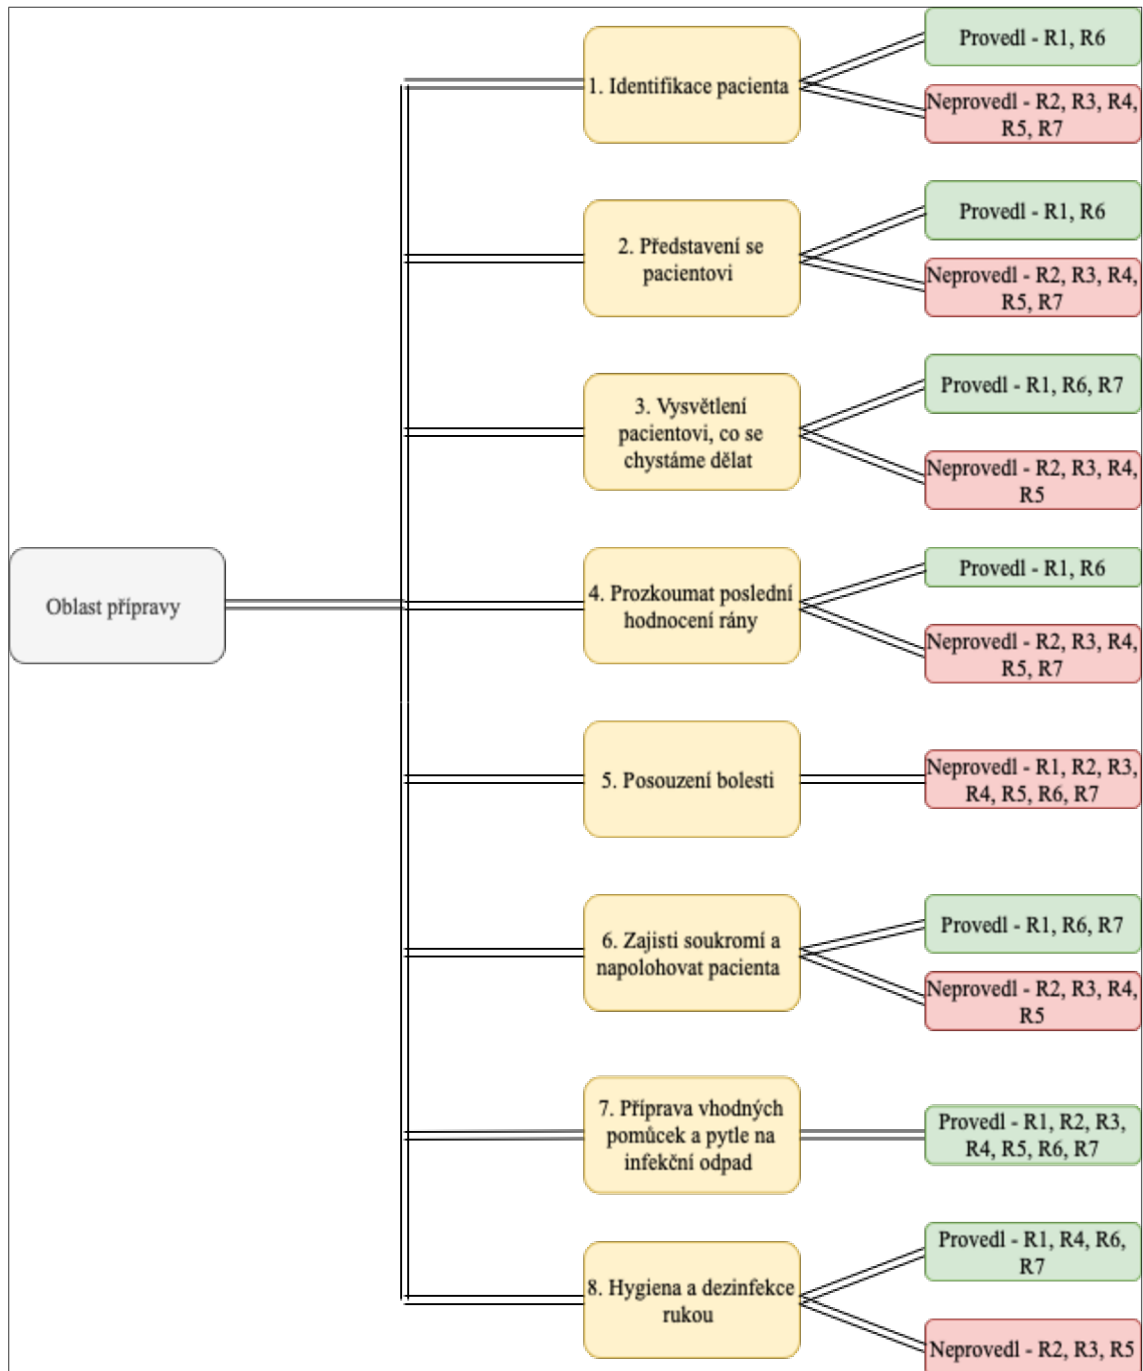 Provedl - R1, R6
1. Identifikace pacienta
Neprovedl - R2, R3, R4,
R5, R7
Provedl - R1, R6
2. Představení se
pacientovi
Neprovedl - R2, R3, R4,
R5, R7
Provedl - R1, R6, R7
3. Vysvětlení
pacientovi, co se
chystáme dělat
Neprovedl - R2, R3, R4,
R5
Oblast přípravy
Provedl - R1, R6
4. Prozkoumat poslední
hodnocení rány
Neprovedl - R2, R3, R4,
R5, R7
5. Posouzení bolesti
Neprovedl - R1, R2, R3,
R4, R5, R6, R7
Provedl - R1, R6, R7
6. Zajisti soukromí a
napolohovat pacienta
Neprovedl - R2, R3, R4,
R5
7. Příprava vhodných
pomůcek a pytle na
infekční odpad
Provedl - R1, R2, R3,
R4, R5, R6, R7
Provedl - R1, R4, R6,
R7
8. Hygiena a dezinfekce
rukou
Neprovedl - R2, R3, R5